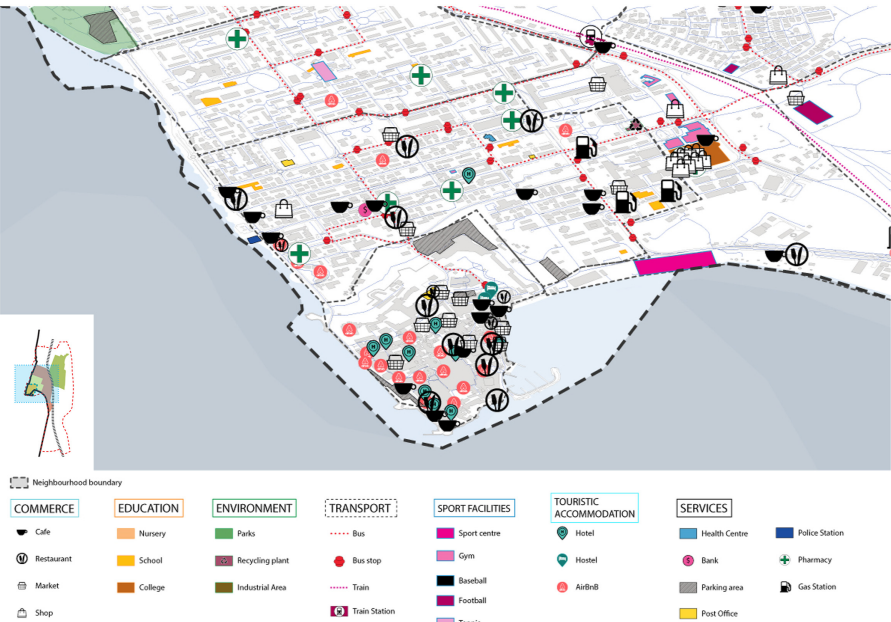 Neighbourhood boundary
COMMERCE
Cafe
Restaurant
Market
Shop
EDUCATION
Nursery
School
College
ENVIRONMENT
Parks
Recycling plant
Industrial Area
TRANSPORT
Bus
Bus stop
Train
Train Station
SPORT FACILITIES
Sport centre
Gym
Baseball
Football
Tennis
TOURISTIC
ACCOMMODATION
Hotel
Hostel
AirBnB
SERVICES
Health Centre
Bank
Parking area
Post Office
Police Station
Pharmacy
Gas Station